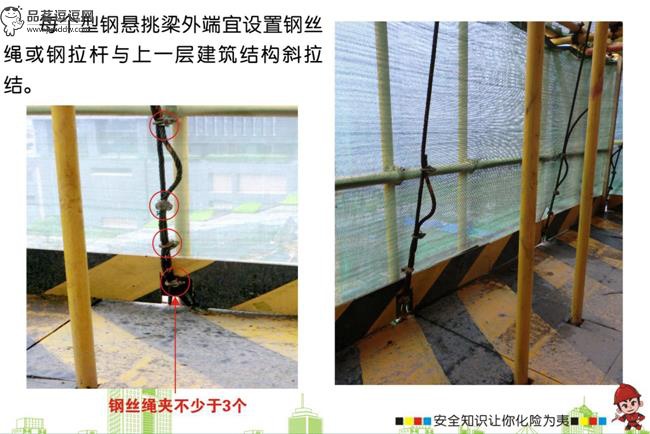 品茗逗逗网
每个型钢悬挑梁外端宜设置钢丝
绳或钢拉杆与上一层建筑结构斜拉
结。
钢丝绳夹不少于3个
安全知识让你化险为夷